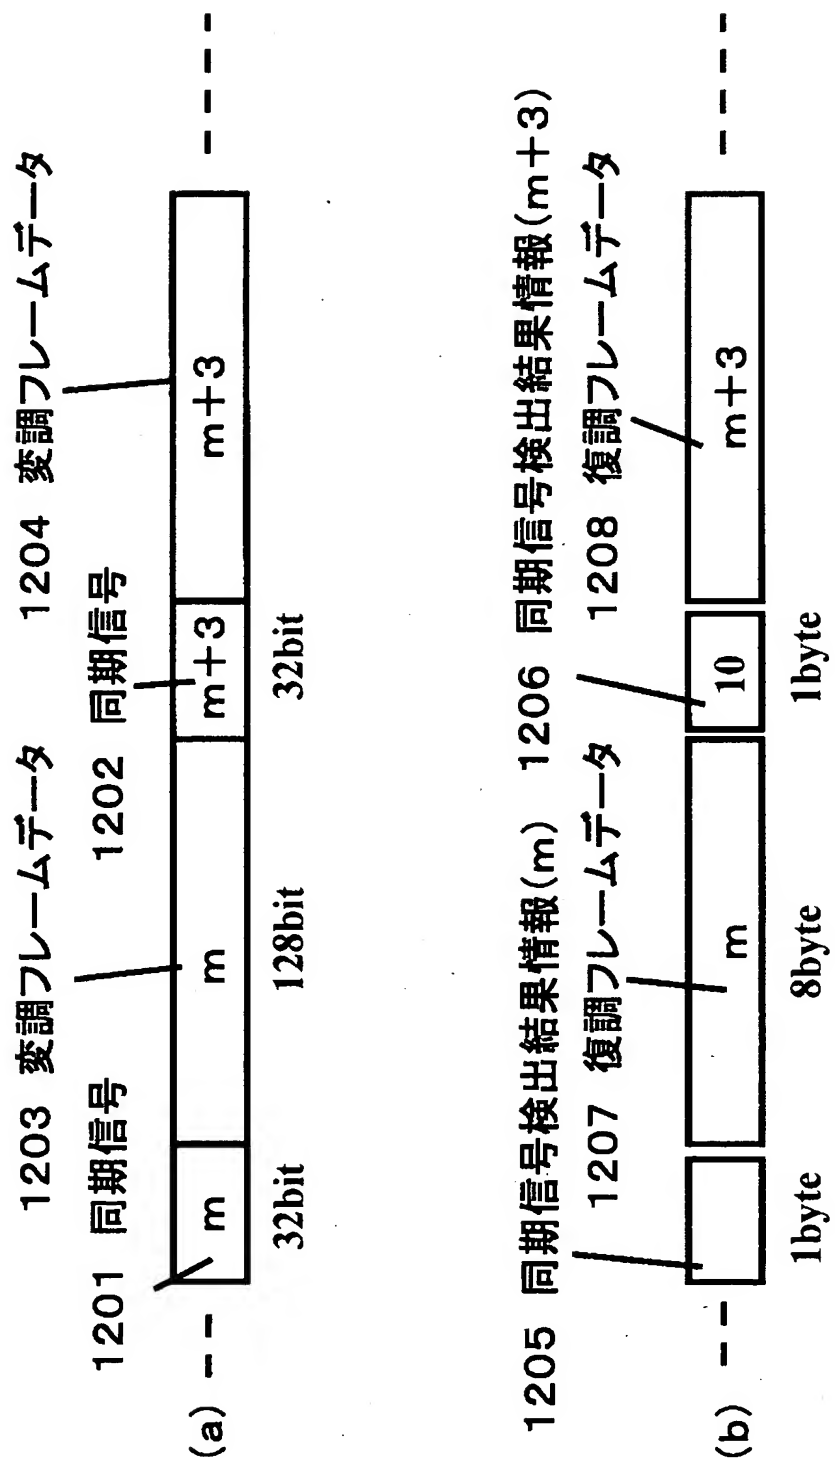 1203 変調フレームデータ
1204 変調フレームデータ
1201 同期信号
1202 同期信号
(a)
m
m
m+3
m+3
32bit
128bit
32bit
1205 同期信号検出結果情報(m)
1206 同期信号検出結果情報(m+3)
1207 復調フレームデータ
1208 復調フレームデータ
(b)
m
10
m+3
1byte
8byte
1byte